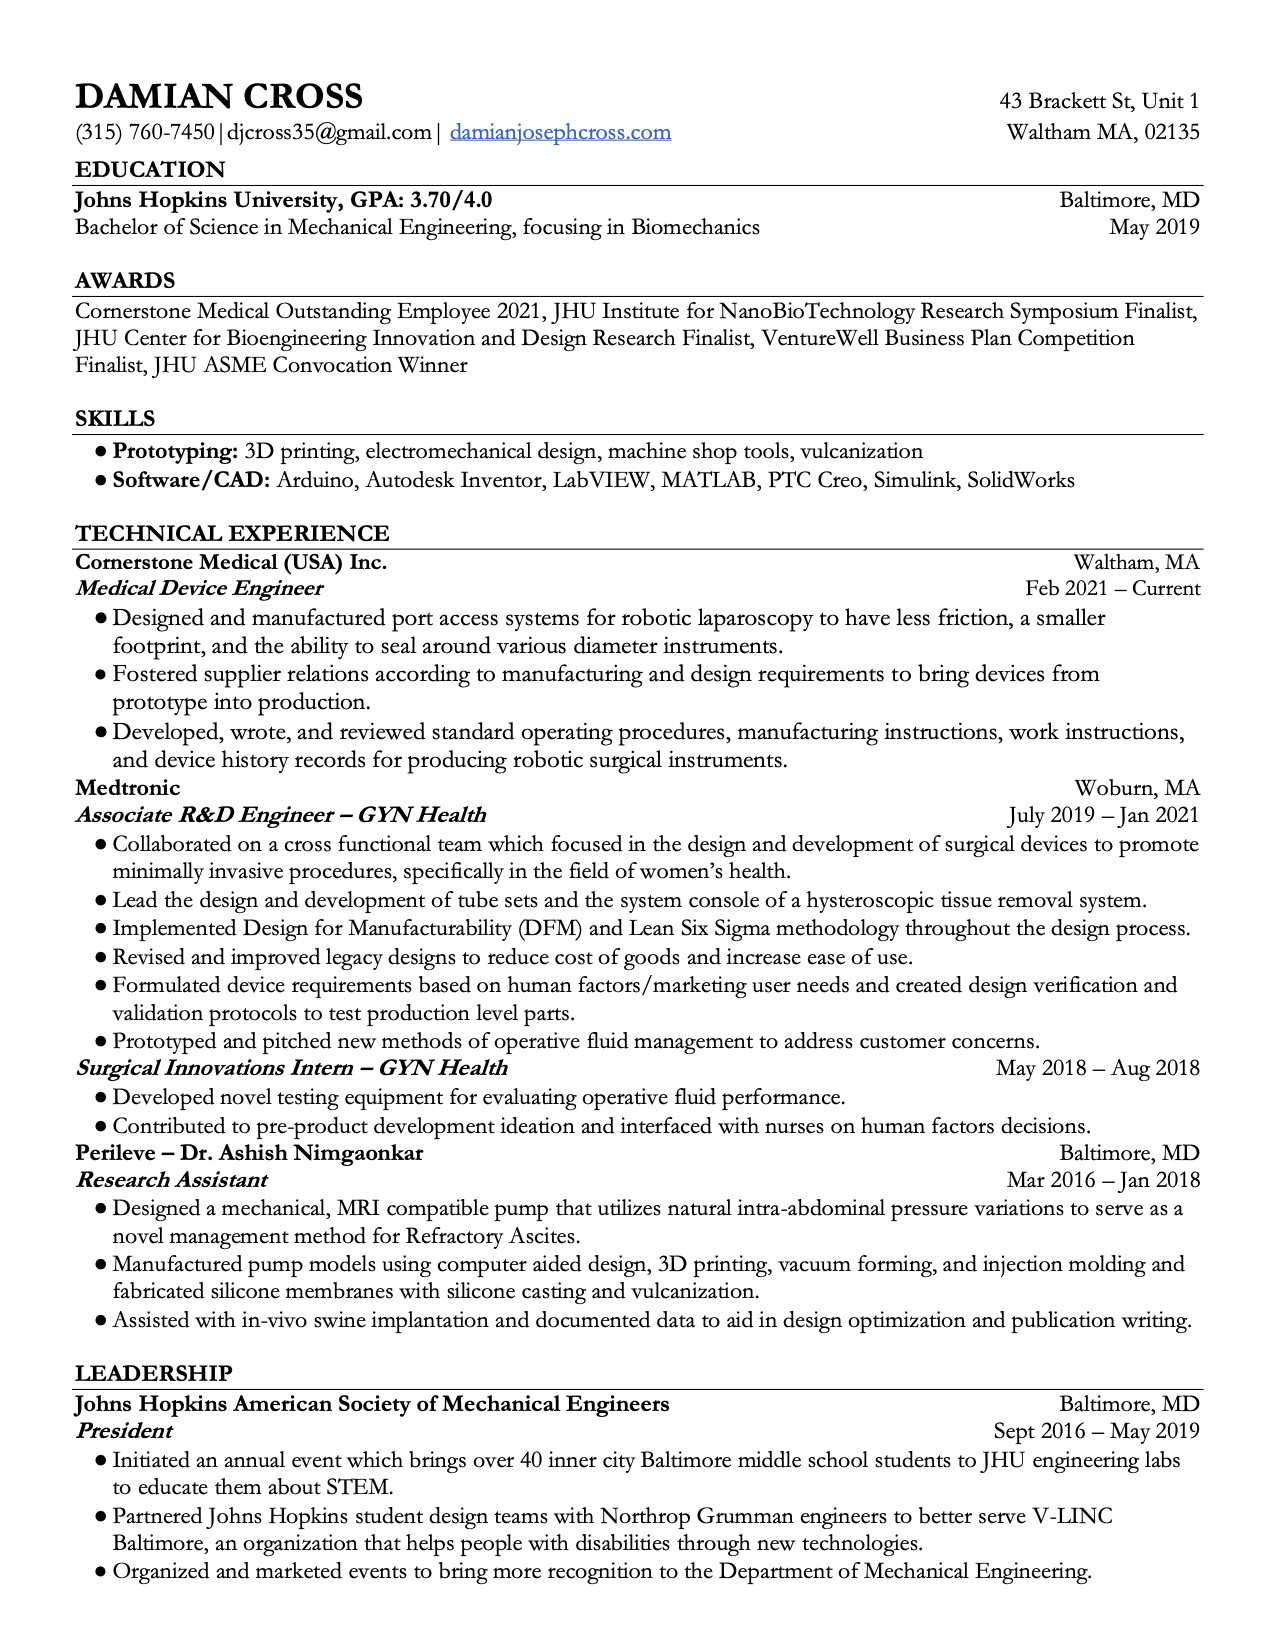 DAMIAN CROSS 43 Brackett St, Unit 1
(315) 760-7450|djcross35@gmail.com| damianjosephcross.com Waltham MA, 02135
EDUCATION
Johns Hopkins University, GPA: 3.70/4.0 Baltimore, MD
Bachelor of Science in Mechanical Engineering, focusing in Biomechanics May 2019
AWARDS
Cornerstone Medical Outstanding Employee 2021, JHU Institute for NanoBioTechnology Research Symposium Finalist,
JHU Center for Bioengineering Innovation and Design Research Finalist, VentureWell Business Plan Competition
Finalist, JHU ASME Convocation Winner
SKILLS
● Prototyping: 3D printing, electromechanical design, machine shop tools, vulcanization
● Software/CAD: Arduino, Autodesk Inventor, LabVIEW, MATLAB, PTC Creo, Simulink, SolidWorks
TECHNICAL EXPERIENCE
Cornerstone Medical (USA) Inc. Waltham, MA
Medical Device Engineer Feb 2021 – Current
● Designed and manufactured port access systems for robotic laparoscopy to have less friction, a smaller
footprint, and the ability to seal around various diameter instruments.
● Fostered supplier relations according to manufacturing and design requirements to bring devices from
prototype into production.
● Developed, wrote, and reviewed standard operating procedures, manufacturing instructions, work instructions,
and device history records for producing robotic surgical instruments.
Medtronic Woburn, MA
Associate R&D Engineer – GYN Health July 2019 – Jan 2021
● Collaborated on a cross functional team which focused in the design and development of surgical devices to promote
minimally invasive procedures, specifically in the field of women’s health.
● Lead the design and development of tube sets and the system console of a hysteroscopic tissue removal system.
● Implemented Design for Manufacturability (DFM) and Lean Six Sigma methodology throughout the design process.
● Revised and improved legacy designs to reduce cost of goods and increase ease of use.
● Formulated device requirements based on human factors/marketing user needs and created design verification and
validation protocols to test production level parts.
● Prototyped and pitched new methods of operative fluid management to address customer concerns.
Surgical Innovations Intern – GYN Health May 2018 – Aug 2018
● Developed novel testing equipment for evaluating operative fluid performance.
● Contributed to pre-product development ideation and interfaced with nurses on human factors decisions.
Perileve – Dr. Ashish Nimgaonkar Baltimore, MD
Research Assistant Mar 2016 – Jan 2018
● Designed a mechanical, MRI compatible pump that utilizes natural intra-abdominal pressure variations to serve as a
novel management method for Refractory Ascites.
● Manufactured pump models using computer aided design, 3D printing, vacuum forming, and injection molding and
fabricated silicone membranes with silicone casting and vulcanization.
● Assisted with in-vivo swine implantation and documented data to aid in design optimization and publication writing.
LEADERSHIP
Johns Hopkins American Society of Mechanical Engineers Baltimore, MD
President Sept 2016 – May 2019
● Initiated an annual event which brings over 40 inner city Baltimore middle school students to JHU engineering labs
to educate them about STEM.
● Partnered Johns Hopkins student design teams with Northrop Grumman engineers to better serve V-LINC
Baltimore, an organization that helps people with disabilities through new technologies.
● Organized and marketed events to bring more recognition to the Department of Mechanical Engineering.